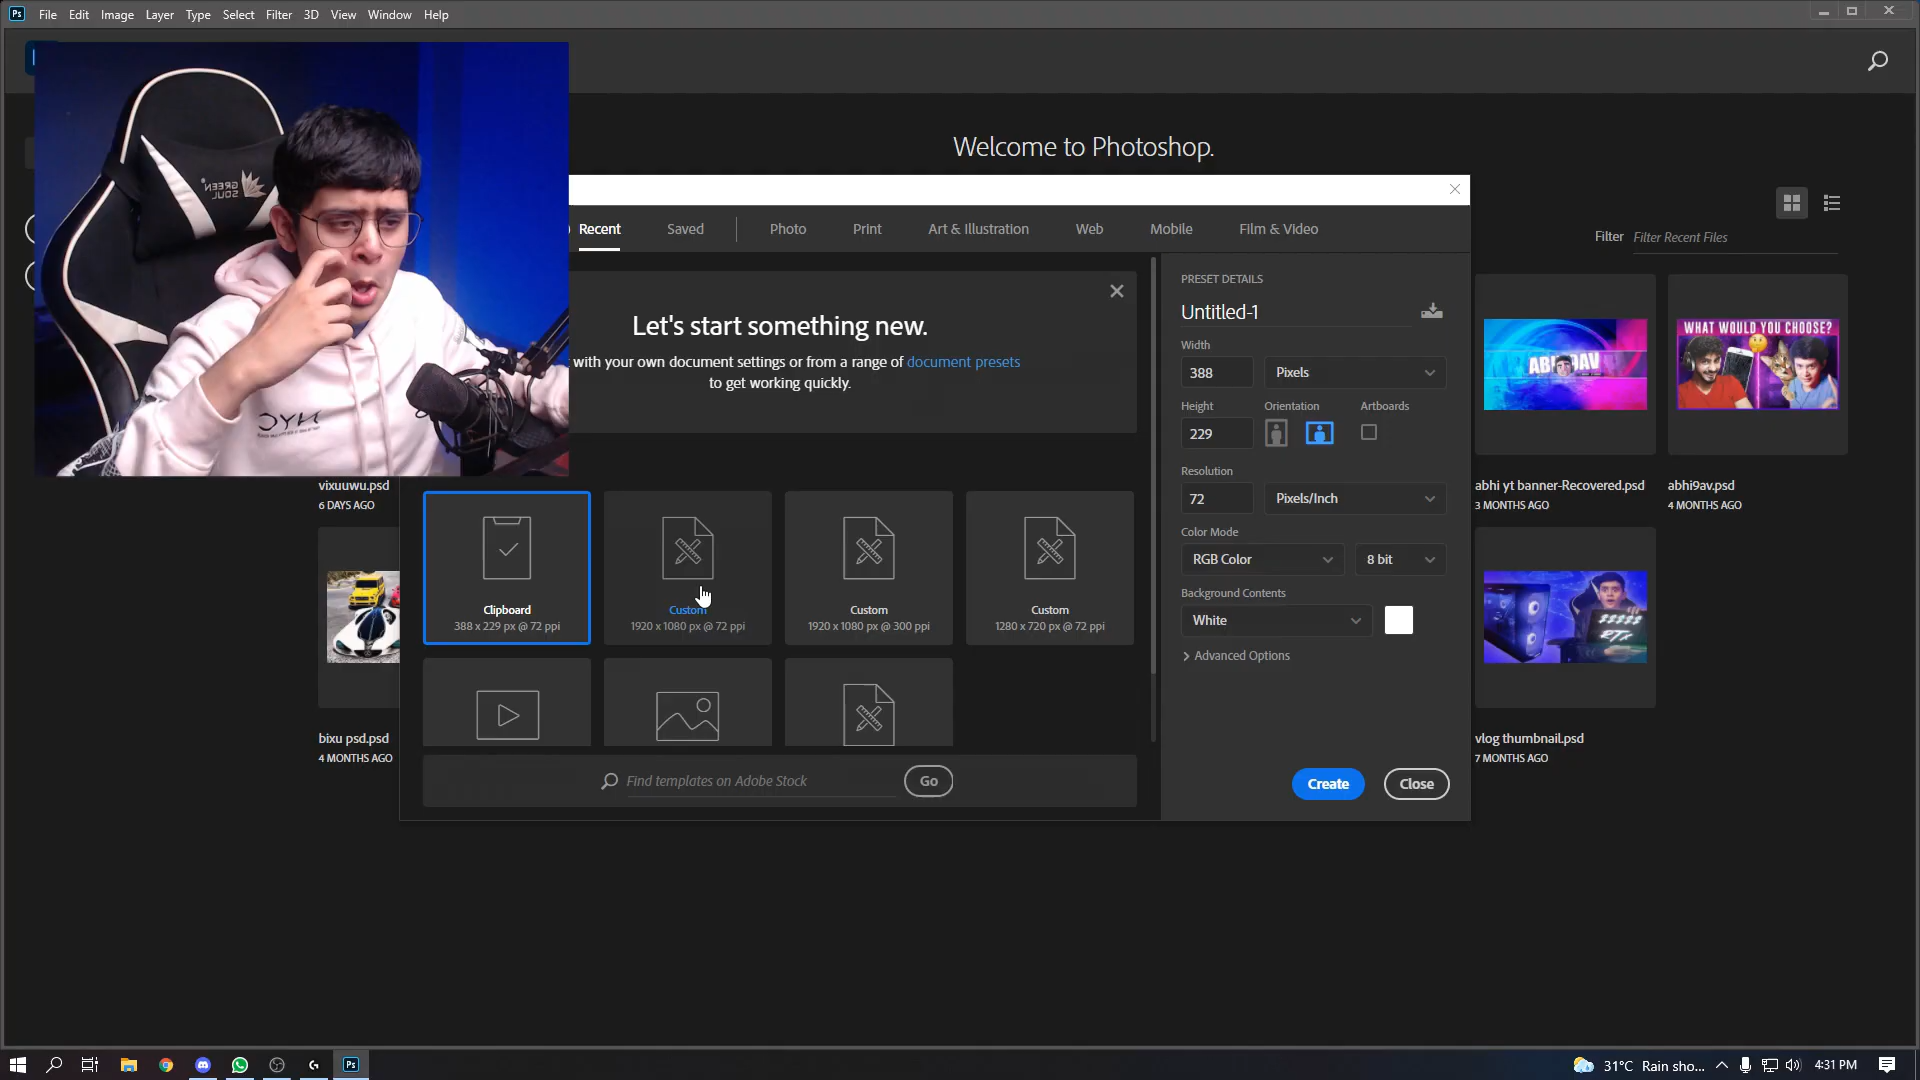 Ps File Edit Image Layer Type Select Filter 3D View Window Help
Welcome to Photoshop.
GREEN SOUL
Recent Saved Photo Print Art & Illustration Web Mobile Film & Video
Filter Filter Recent Files
PRESET DETAILS
Untitled-1
Let's start something new.
with your own document settings or from a range of document presets
to get working quickly.
Width
388 Pixels
Height Orientation Artboards
229
Resolution
72 Pixels/Inch
Color Mode
RGB Color 8 bit
Background Contents
White
Advanced Options
WHAT WOULD YOU CHOOSE?
vixuuwu.psd
6 DAYS AGO
abhi yt banner-Recovered.psd
3 MONTHS AGO
abhi9av.psd
4 MONTHS AGO
Clipboard
388 x 229 px @ 72 ppi
Custom
1920 x 1080 px @ 72 ppi
Custom
1920 x 1080 px @ 300 ppi
Custom
1280 x 720 px @ 72 ppi
bixu psd.psd
4 MONTHS AGO
vlog thumbnail.psd
7 MONTHS AGO
Find templates on Adobe Stock Go
Create Close
Ps 31°C Rain sho... 4:31 PM